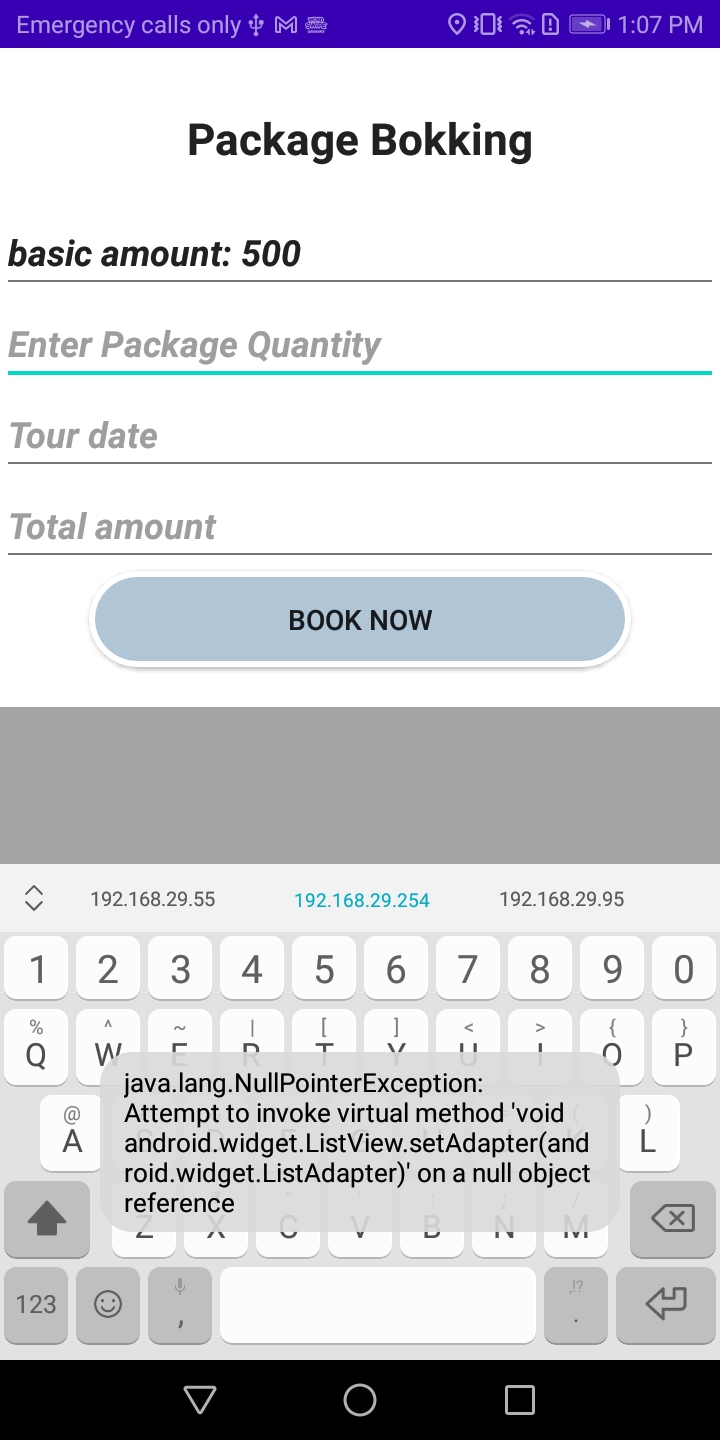 Emergency calls only 1:07 PM
Package Bokking
basic amount: 500
Enter Package Quantity
Tour date
Total amount
BOOK NOW
192.168.29.55 192.168.29.254 192.168.29.95
1 2 3 4 5 6 7 8 9 0
% ^ ~ | [ ] < > { }
Q W E R T Y U I O P
@ )
A L
java.lang.NullPointerException:
Attempt to invoke virtual method 'void
android.widget.ListView.setAdapter(and
roid.widget.ListAdapter)' on a null object
reference
Z X C V B N M
,!?
123 , .